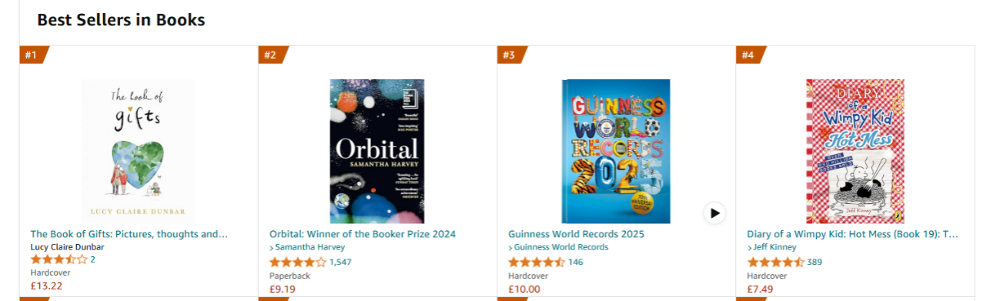 Best Sellers in Books
#1
The book of
gifts
LUCY CLAIRE DUNBAR
The Book of Gifts: Pictures, thoughts and...
Lucy Claire Dunbar
2
Hardcover
£13.22
#2
Orbital
SAMANTHA HARVEY
Orbital: Winner of the Booker Prize 2024
Samantha Harvey
1,547
Paperback
£9.19
#3
GUINNESS
WORLD
RECORDS
2025
Guinness World Records 2025
Guinness World Records
146
Hardcover
£10.00
#4
DIARY
of a
Wimpy Kid
Hot Mess
Jeff Kinney
Diary of a Wimpy Kid: Hot Mess (Book 19): T...
Jeff Kinney
389
Hardcover
£7.49